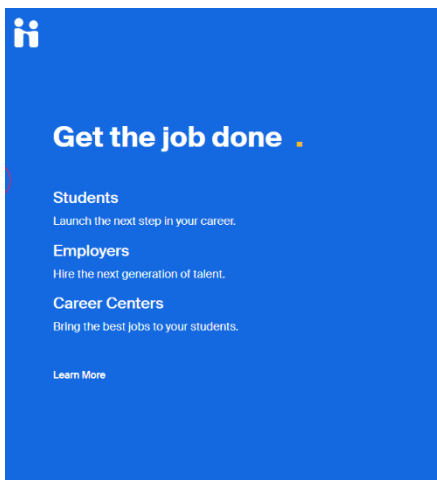 Get the job done .
Students
Launch the next step in your career.
Employers
Hire the next generation of talent.
Career Centers
Bring the best jobs to your students.
Learn More